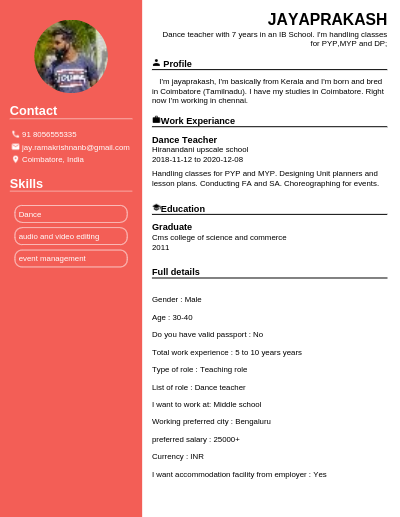 JAYAPRAKASH
Dance teacher with 7 years in an IB School. I'm handling classes
for PYP,MYP and DP;
Contact
91 8056555335
jay.ramakrishnanb@gmail.com
Coimbatore, India
Skills
Dance
audio and video editing
event management
Profile
I'm jayaprakash, I'm basically from Kerala and I'm born and bred
in Coimbatore (Tamilnadu). I have my studies in Coimbatore. Right
now I'm working in chennai.
Work Experiance
Dance Teacher
Hiranandani upscale school
2018-11-12 to 2020-12-08
Handling classes for PYP and MYP. Designing Unit planners and
lesson plans. Conducting FA and SA. Choreographing for events.
Education
Graduate
Cms college of science and commerce
2011
Full details
Gender : Male
Age : 30-40
Do you have valid passport : No
Total work experience : 5 to 10 years years
Type of role : Teaching role
List of role : Dance teacher
I want to work at: Middle school
Working preferred city : Bengaluru
preferred salary : 25000+
Currency : INR
I want accommodation facility from employer : Yes